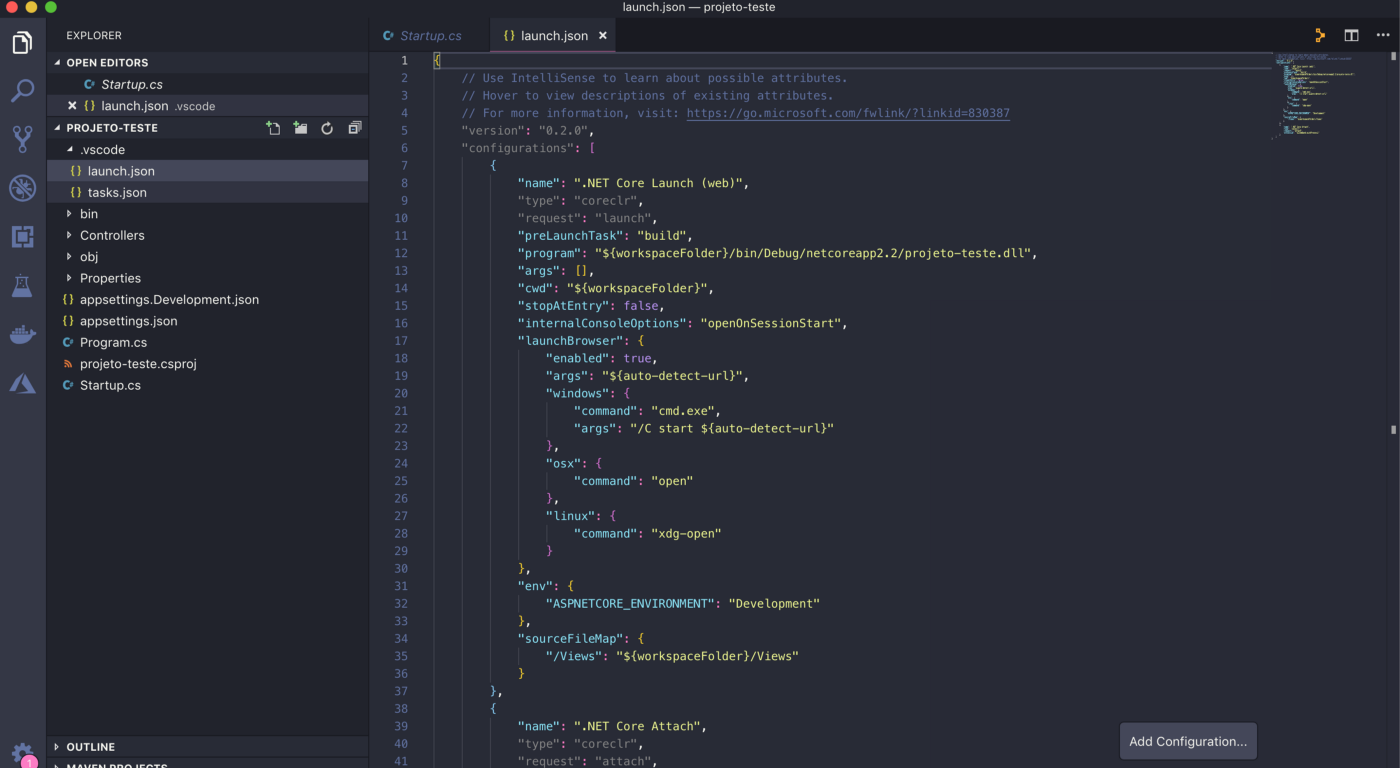 launch.json — projeto-teste
EXPLORER
OPEN EDITORS
Startup.cs
launch.json .vscode
PROJETO-TESTE
.vscode
launch.json
tasks.json
bin
Controllers
obj
Properties
appsettings.Development.json
appsettings.json
Program.cs
projeto-teste.csproj
Startup.cs
OUTLINE
MAVEN PROJECTS
1
Startup.cs
launch.json
1 {
2 // Use IntelliSense to learn about possible attributes.
3 // Hover to view descriptions of existing attributes.
4 // For more information, visit: https://go.microsoft.com/fwlink/?linkid=830387
5 "version": "0.2.0",
6 "configurations": [
7 {
8 "name": ".NET Core Launch (web)",
9 "type": "coreclr",
10 "request": "launch",
11 "preLaunchTask": "build",
12 "program": "${workspaceFolder}/bin/Debug/netcoreapp2.2/projeto-teste.dll",
13 "args": [],
14 "cwd": "${workspaceFolder}",
15 "stopAtEntry": false,
16 "internalConsoleOptions": "openOnSessionStart",
17 "launchBrowser": {
18 "enabled": true,
19 "args": "${auto-detect-url}",
20 "windows": {
21 "command": "cmd.exe",
22 "args": "/C start ${auto-detect-url}"
23 },
24 "osx": {
25 "command": "open"
26 },
27 "linux": {
28 "command": "xdg-open"
29 }
30 },
31 "env": {
32 "ASPNETCORE_ENVIRONMENT": "Development"
33 },
34 "sourceFileMap": {
35 "/Views": "${workspaceFolder}/Views"
36 }
37 },
38 {
39 "name": ".NET Core Attach",
40 "type": "coreclr",
41 "request": "attach",
Add Configuration...